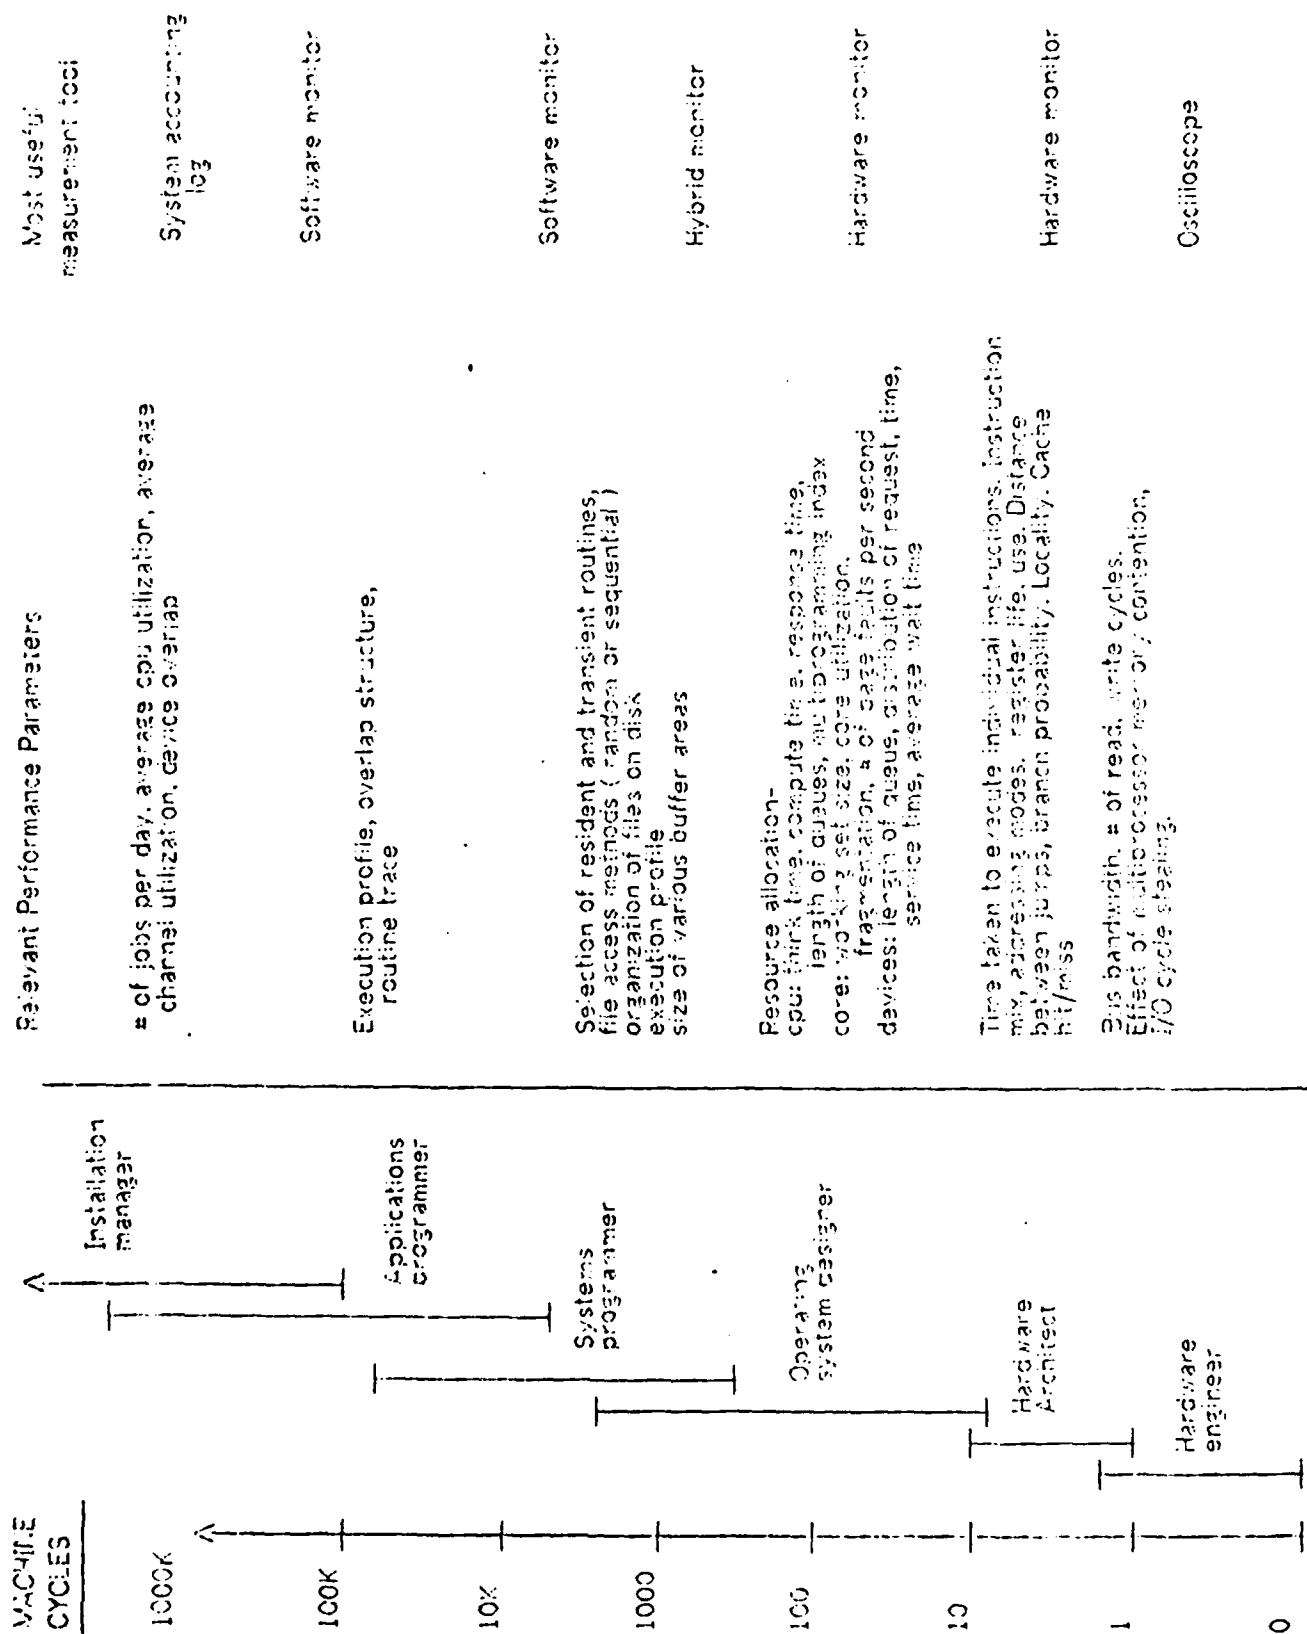 MACHINE
CYCLES
1000K
100K
10K
1000
100
10
1
0
Installation
manager
Applications
programmer
Systems
programmer
Operating
system designer
Hardware
Architect
Hardware
engineer
Relevant Performance Parameters
# of jobs per day, average cpu utilization, average
channel utilization, device overlap
Execution profile, overlap structure,
routine trace
Selection of resident and transient routines,
file access methods ( random or sequential )
organization of files on disk
execution profile
size of various buffer areas
Resource allocation-
cpu: think time, compute time, response time,
length of queues, multiprogramming index
core: working set size, core utilization,
fragmentation, # of page faults per second
devices: length of queue, distribution of request, time,
service time, average wait time
Time taken to execute individual instructions. Instruction
mix, addressing modes, register life, use. Distance
between jumps, branch probability. Locality. Cache
hit/miss
Bus bandwidth, # of read, write cycles.
Effect of multiprocessor memory contention,
I/O cycle stealing.
Most useful
measurement tool
System accounting
log
Software monitor
Software monitor
Hybrid monitor
Hardware monitor
Hardware monitor
Oscilloscope